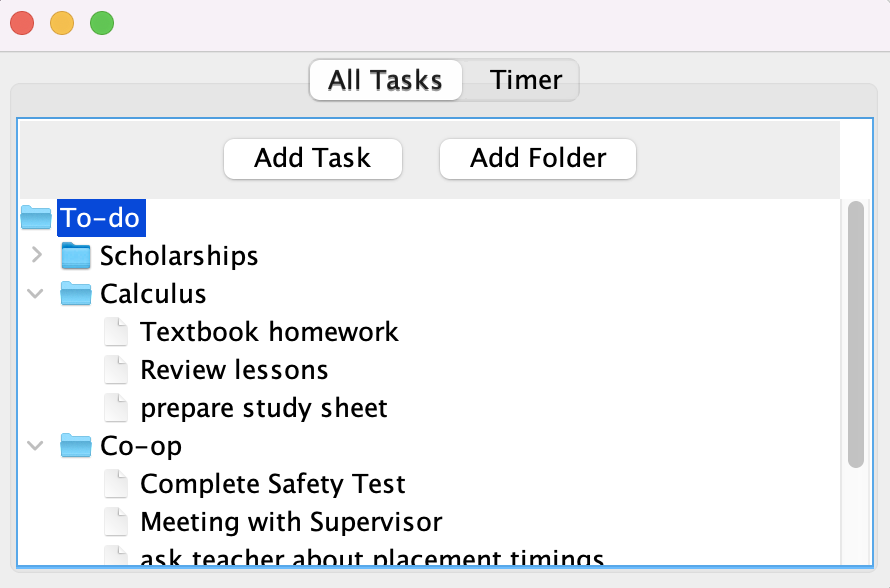 All Tasks Timer
Add Task Add Folder
To-do
Scholarships
Calculus
Textbook homework
Review lessons
prepare study sheet
Co-op
Complete Safety Test
Meeting with Supervisor
ask teacher about placement timings